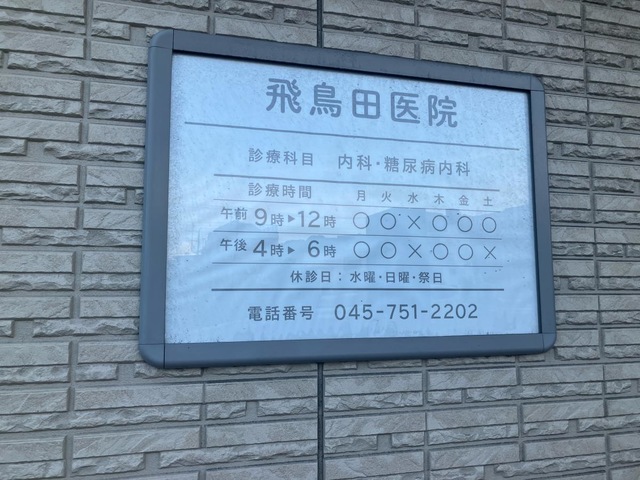 飛鳥田医院
診療科目 内科・糖尿病内科
診療時間 月 火 水 木 金 土
午前 9時▶12時 ○ ○ × ○ ○ ○
午後 4時▶6時 ○ ○ × ○ ○ ×
休診日：水曜・日曜・祭日
電話番号 045-751-2202